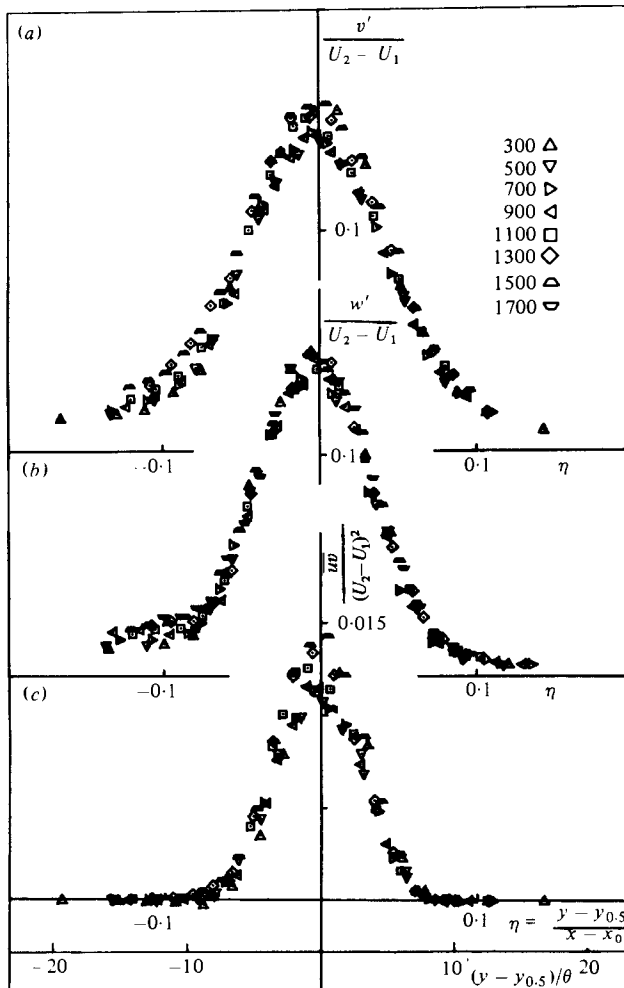 (a)
v′ / U₂ − U₁
300 △
500 ▽
700 ▷
900 ◁
1100 □
1300 ◇
1500 ⌓
1700 ⌵
0·1
w′ / U₂ − U₁
−0·1
0·1
η
(b)
0·1
uv̅ / (U₂−U₁)²
0·015
−0·1
0·1
η
(c)
−0·1
0·1
η = y − y₀.₅ / x − x₀
−20
−10
10
(y − y₀.₅)/θ
20